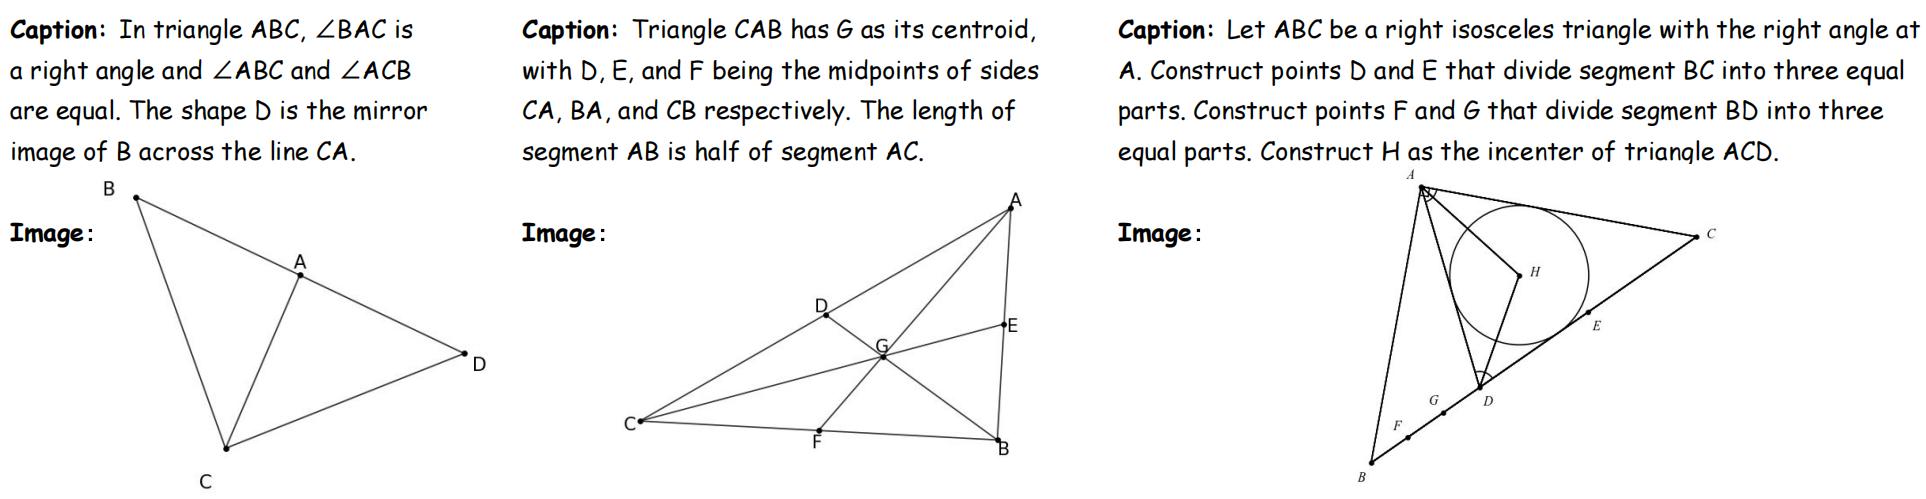 Caption: In triangle ABC, ∠BAC is
a right angle and ∠ABC and ∠ACB
are equal. The shape D is the mirror
image of B across the line CA.
Image:
B
A
D
C
Caption: Triangle CAB has G as its centroid,
with D, E, and F being the midpoints of sides
CA, BA, and CB respectively. The length of
segment AB is half of segment AC.
Image:
A
D
E
G
C
F
B
Caption: Let ABC be a right isosceles triangle with the right angle at
A. Construct points D and E that divide segment BC into three equal
parts. Construct points F and G that divide segment BD into three
equal parts. Construct H as the incenter of triangle ACD.
Image:
A
C
H
E
G
D
F
B